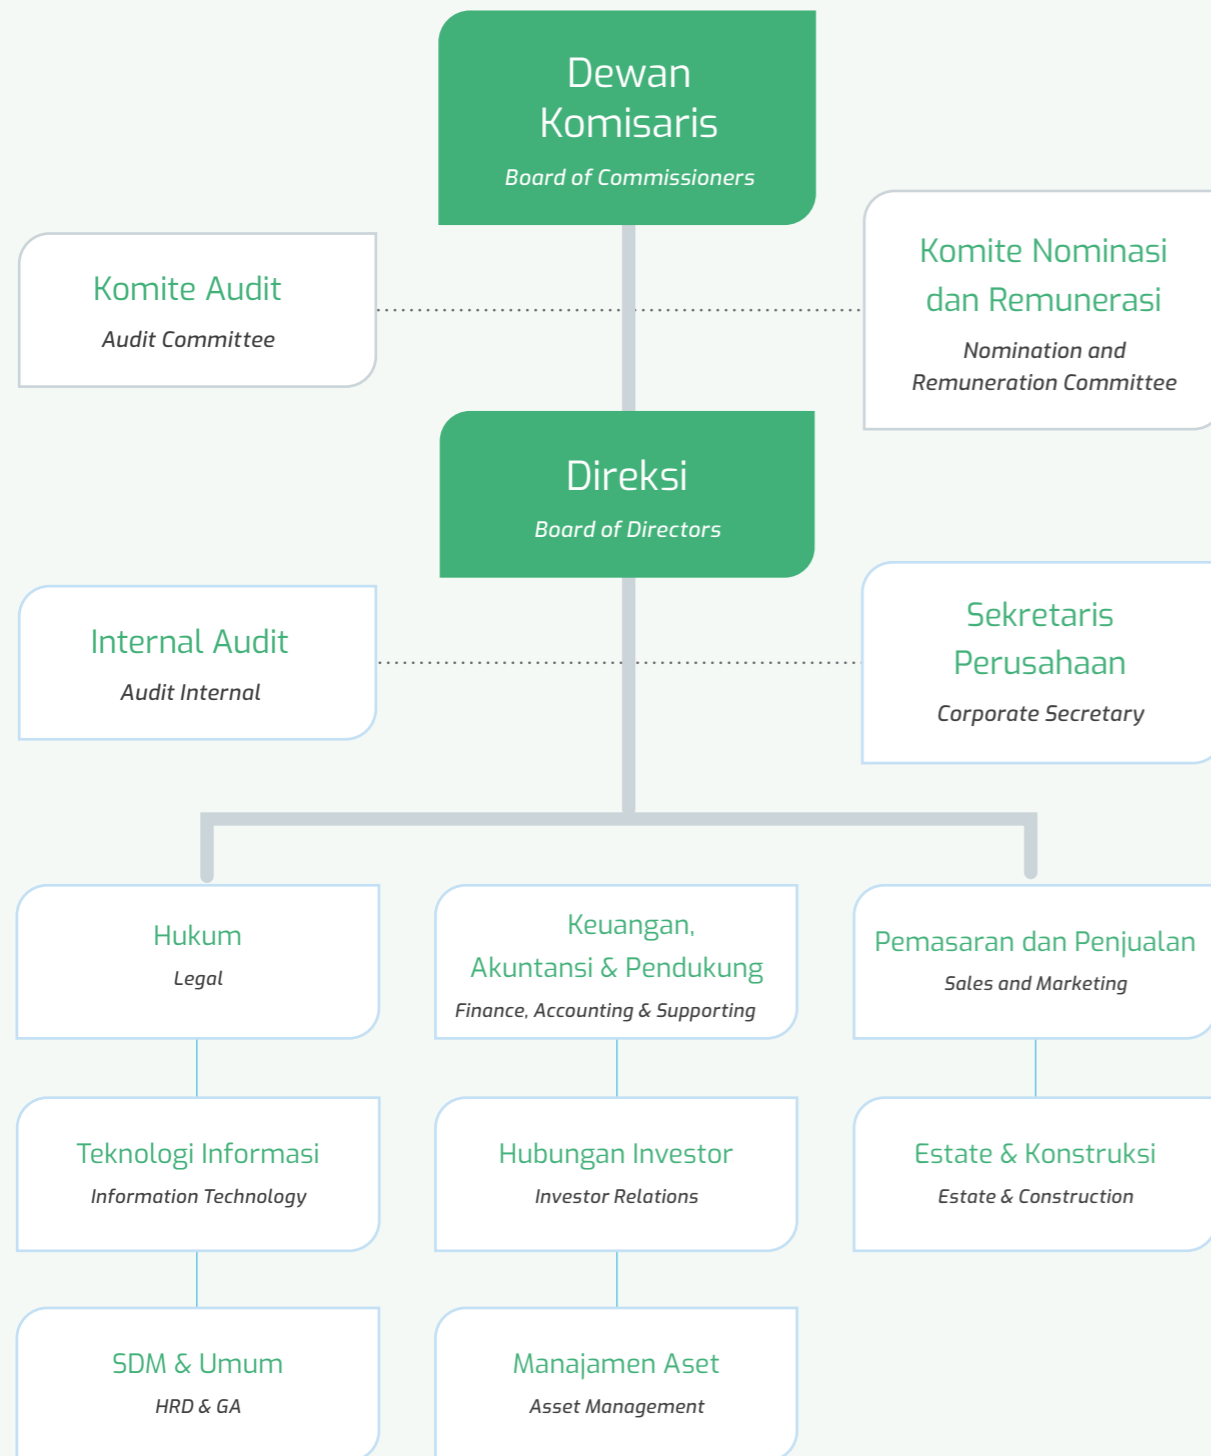 Dewan
Komisaris
Board of Commissioners
Komite Audit
Audit Committee
Komite Nominasi
dan Remunerasi
Nomination and
Remuneration Committee
Direksi
Board of Directors
Internal Audit
Audit Internal
Sekretaris
Perusahaan
Corporate Secretary
Hukum
Legal
Keuangan,
Akuntansi & Pendukung
Finance, Accounting & Supporting
Pemasaran dan Penjualan
Sales and Marketing
Teknologi Informasi
Information Technology
Hubungan Investor
Investor Relations
Estate & Konstruksi
Estate & Construction
SDM & Umum
HRD & GA
Manajamen Aset
Asset Management